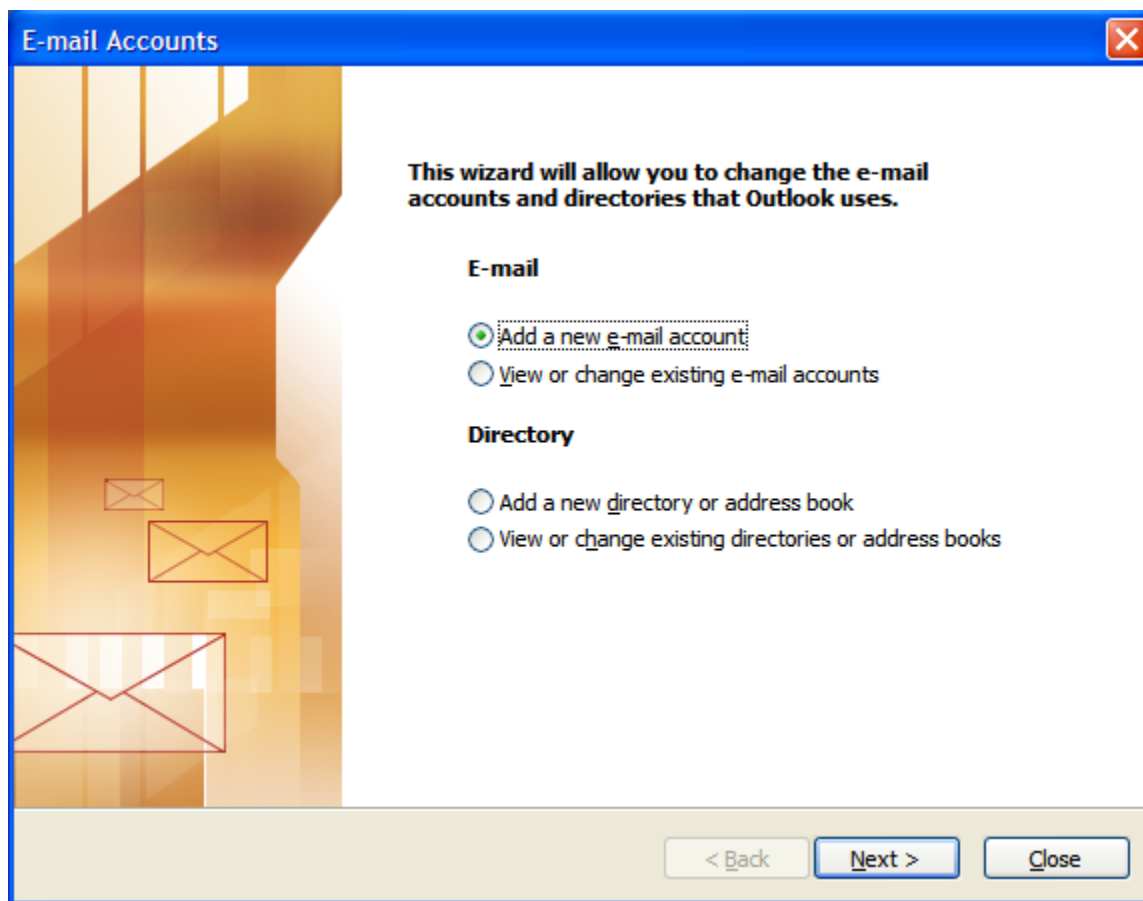 E-mail Accounts
This wizard will allow you to change the e-mail
accounts and directories that Outlook uses.
E-mail
Add a new e-mail account
View or change existing e-mail accounts
Directory
Add a new directory or address book
View or change existing directories or address books
< Back Next > Close